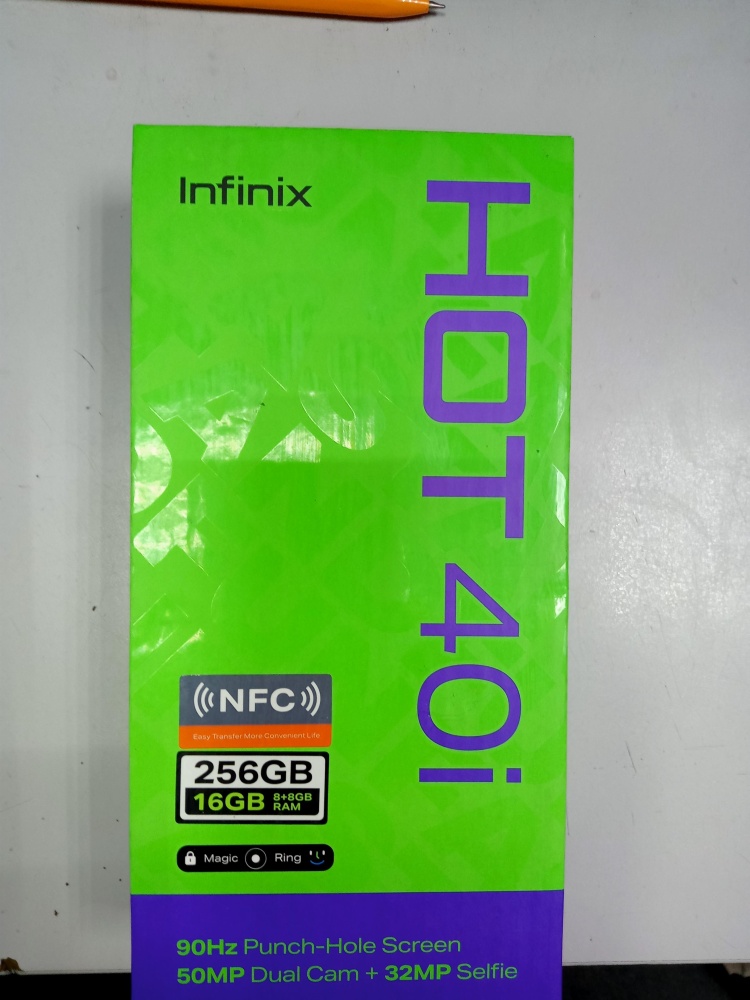 Infinix
HOT 40i
NFC
Easy Transfer More Convenient Life
256GB
16GB 8+8GB RAM
Magic Ring
90Hz Punch-Hole Screen
50MP Dual Cam + 32MP Selfie